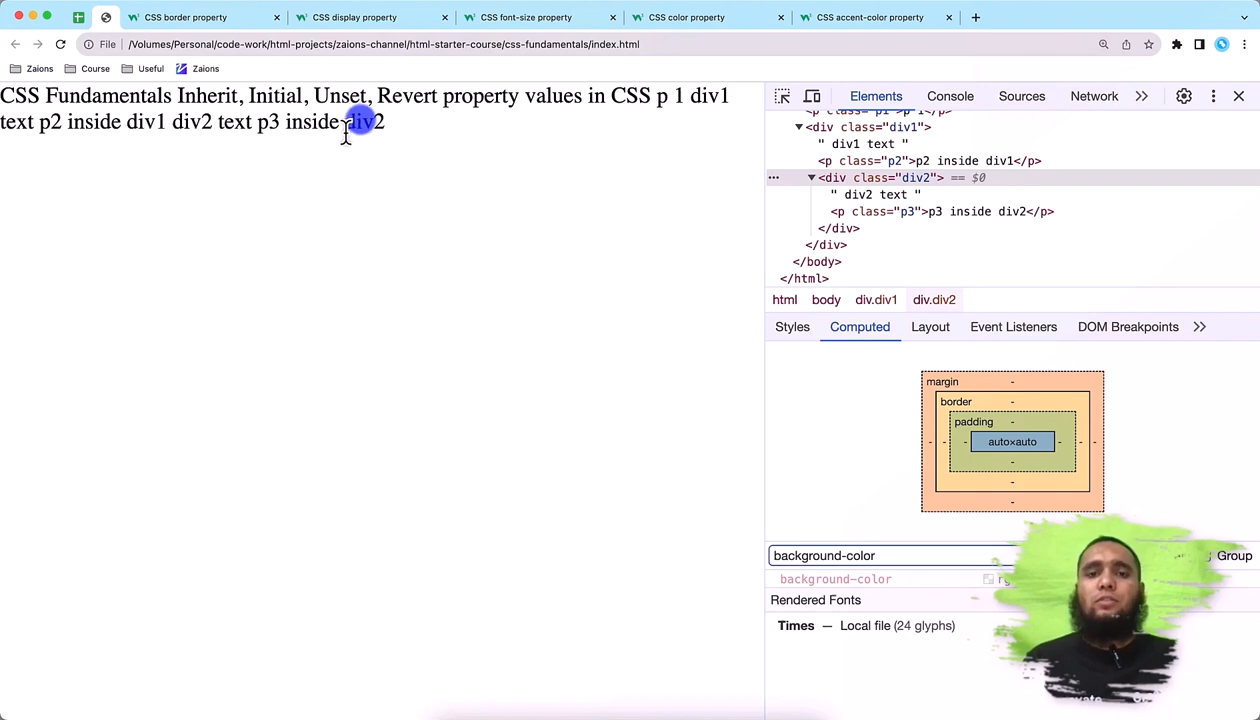 CSS border property
CSS display property
CSS font-size property
CSS color property
CSS accent-color property
File
/Volumes/Personal/code-work/html-projects/zaions-channel/html-starter-course/css-fundamentals/index.html
Zaions
Course
Useful
Zaions
CSS Fundamentals Inherit, Initial, Unset, Revert property values in CSS p 1 div1
text p2 inside div1 div2 text p3 inside div2
Elements
Console
Sources
Network
<p class="p1">p 1</p>
<div class="div1">
" div1 text "
<p class="p2">p2 inside div1</p>
<div class="div2"> == $0
" div2 text "
<p class="p3">p3 inside div2</p>
</div>
</div>
</body>
</html>
html
body
div.div1
div.div2
Styles
Computed
Layout
Event Listeners
DOM Breakpoints
margin -
border -
padding -
- - - auto×auto - - -
-
-
-
background-color
Group
background-color
Rendered Fonts
Times — Local file (24 glyphs)